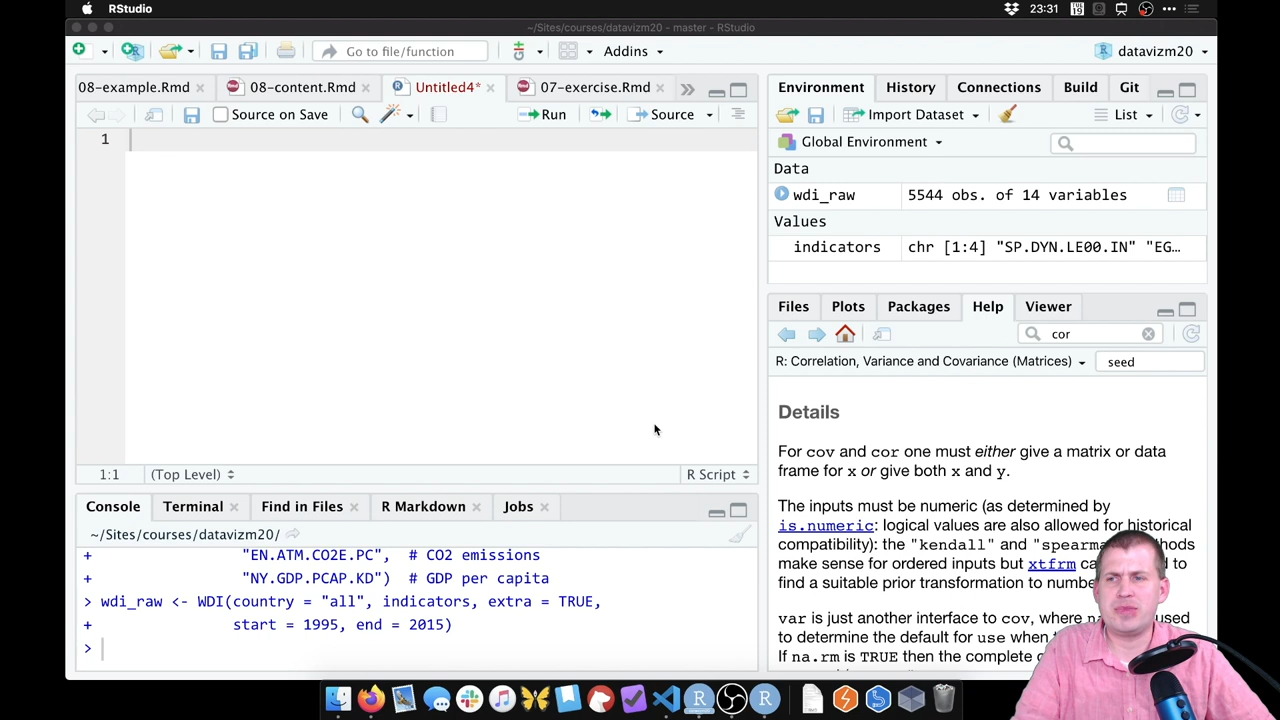 RStudio
23:31
19
~/Sites/courses/datavizm20 - master - RStudio
Go to file/function
Addins
datavizm20
08-example.Rmd
08-content.Rmd
Untitled4*
07-exercise.Rmd
Source on Save
Run
Source
1
1:1
(Top Level)
R Script
Console
Terminal
Find in Files
R Markdown
Jobs
~/Sites/courses/datavizm20/
+ "EN.ATM.CO2E.PC", # CO2 emissions
+ "NY.GDP.PCAP.KD") # GDP per capita
> wdi_raw <- WDI(country = "all", indicators, extra = TRUE,
+ start = 1995, end = 2015)
>
Environment
History
Connections
Build
Git
Import Dataset
List
Global Environment
Data
wdi_raw
5544 obs. of 14 variables
Values
indicators
chr [1:4] "SP.DYN.LE00.IN" "EG…
Files
Plots
Packages
Help
Viewer
cor
R: Correlation, Variance and Covariance (Matrices)
seed
Details
For cov and cor one must either give a matrix or data
frame for x or give both x and y.
The inputs must be numeric (as determined by
is.numeric: logical values are also allowed for historical
compatibility): the "kendall" and "spearma
make sense for ordered inputs but xtfrm
find a suitable prior transformation to
var is just another interface to cov, where used
to determine the default for use when
If na.rm is TRUE then the complete